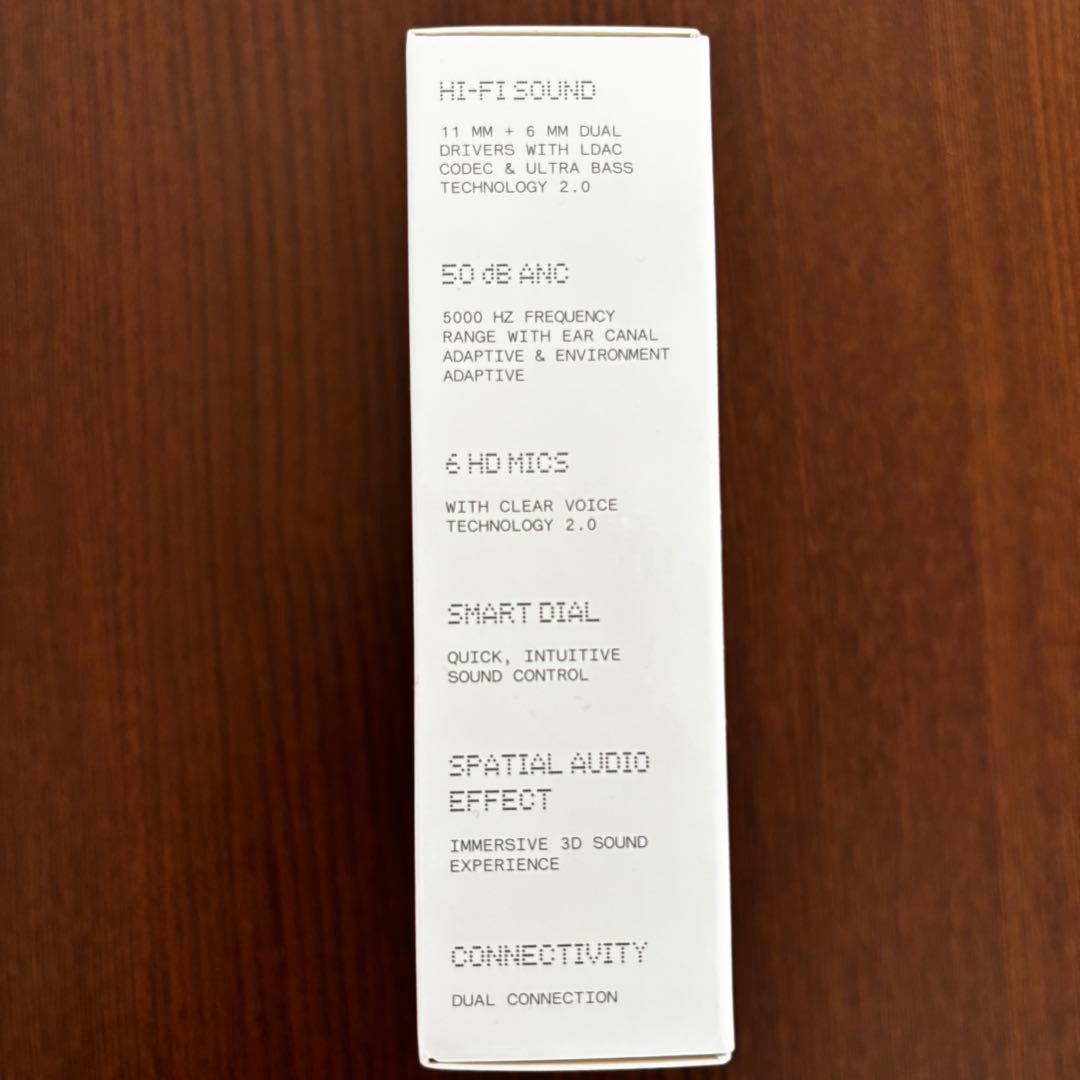 HI-FI SOUND
11 MM + 6 MM DUAL
DRIVERS WITH LDAC
CODEC & ULTRA BASS
TECHNOLOGY 2.0
50 dB ANC
5000 HZ FREQUENCY
RANGE WITH EAR CANAL
ADAPTIVE & ENVIRONMENT
ADAPTIVE
6 HD MICS
WITH CLEAR VOICE
TECHNOLOGY 2.0
SMART DIAL
QUICK, INTUITIVE
SOUND CONTROL
SPATIAL AUDIO
EFFECT
IMMERSIVE 3D SOUND
EXPERIENCE
CONNECTIVITY
DUAL CONNECTION